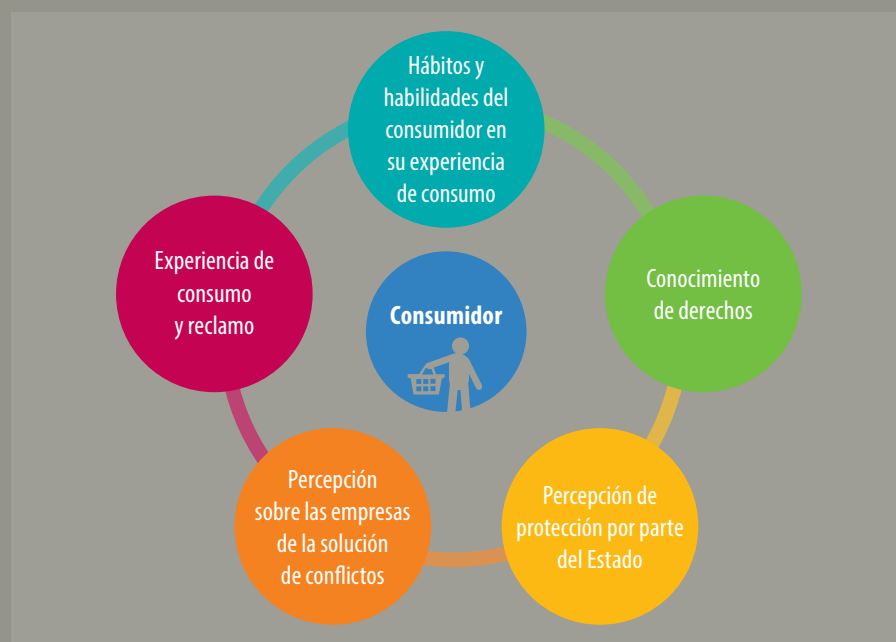 Hábitos y
habilidades del
consumidor en
su experiencia
de consumo
Experiencia de
consumo
y reclamo
Conocimiento
de derechos
Consumidor
Percepción
sobre las empresas
de la solución
de conflictos
Percepción de
protección por parte
del Estado